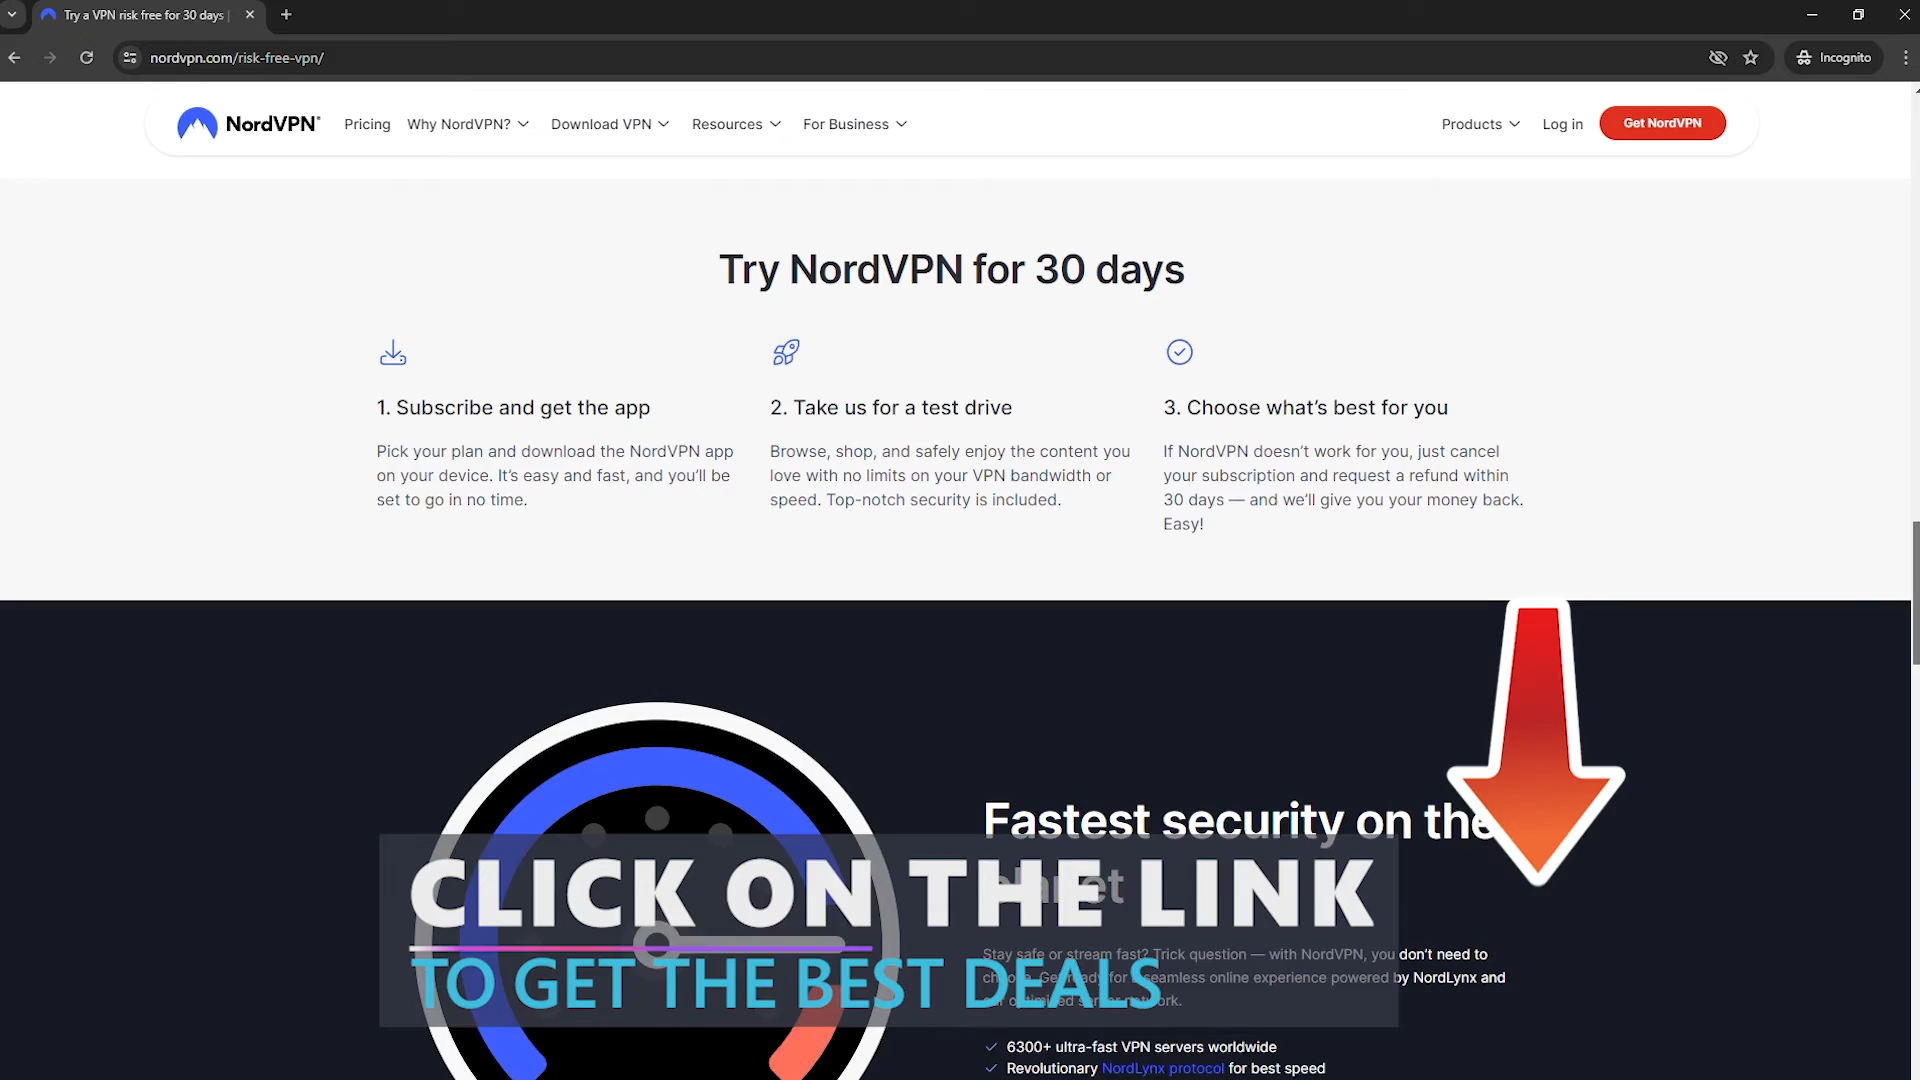 Try a VPN risk free for 30 days |
nordvpn.com/risk-free-vpn/
Incognito
NordVPN®
Pricing
Why NordVPN?
Download VPN
Resources
For Business
Products
Log in
Get NordVPN
Try NordVPN for 30 days
1. Subscribe and get the app
Pick your plan and download the NordVPN app
on your device. It's easy and fast, and you'll be
set to go in no time.
2. Take us for a test drive
Browse, shop, and safely enjoy the content you
love with no limits on your VPN bandwidth or
speed. Top-notch security is included.
3. Choose what's best for you
If NordVPN doesn't work for you, just cancel
your subscription and request a refund within
30 days — and we'll give you your money back.
Easy!
Fastest security on the
CLICK ON THE LINK
TO GET THE BEST DEALS
Stay safe or stream fast? Trick question — with NordVPN, you don't need to
seamless online experience powered by NordLynx and
6300+ ultra-fast VPN servers worldwide
Revolutionary NordLynx protocol for best speed